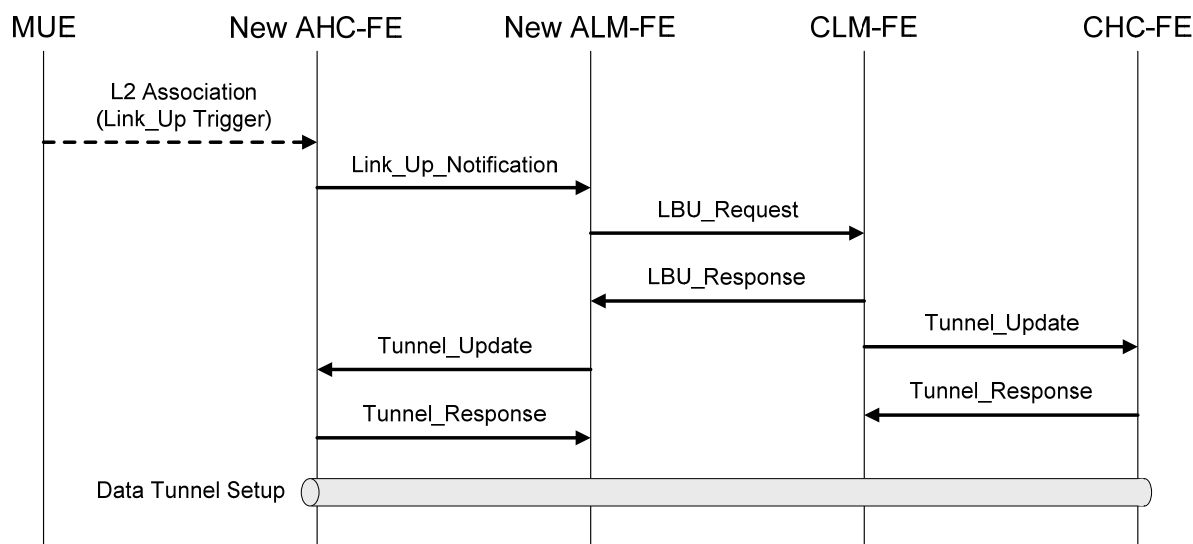 MUE
New AHC-FE
New ALM-FE
CLM-FE
CHC-FE
L2 Association
(Link_Up Trigger)
Link_Up_Notification
LBU_Request
LBU_Response
Tunnel_Update
Tunnel_Update
Tunnel_Response
Tunnel_Response
Data Tunnel Setup